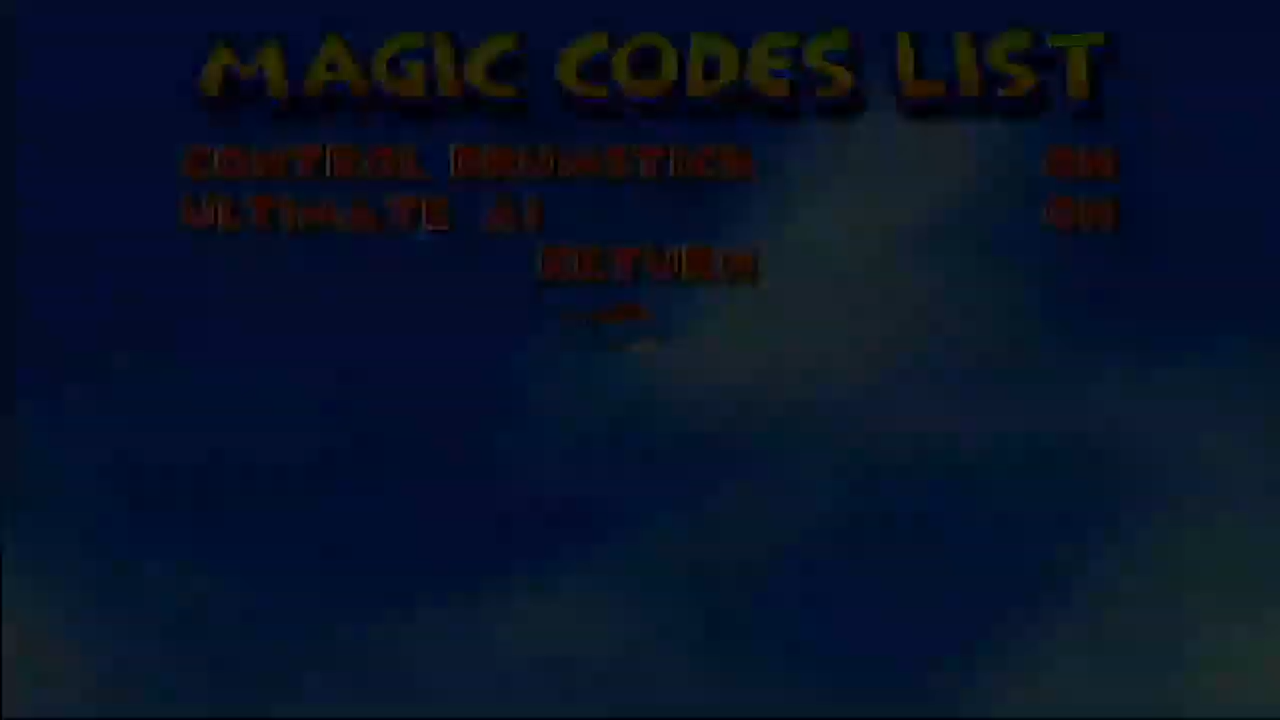 MAGIC CODES LIST
CONTROL DRUMSTICK ON
ULTIMATE AI ON
RETURN